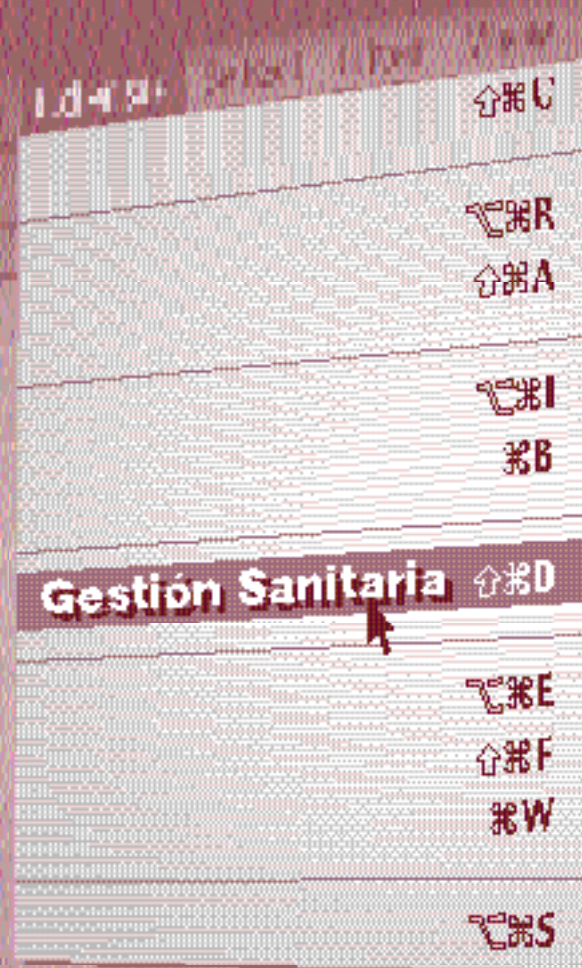 ⇧⌘C
⌥⌘R
⇧⌘A
⌥⌘I
⌘B
Gestión Sanitaria ⇧⌘D
⌥⌘E
⇧⌘F
⌘W
⌥⌘S